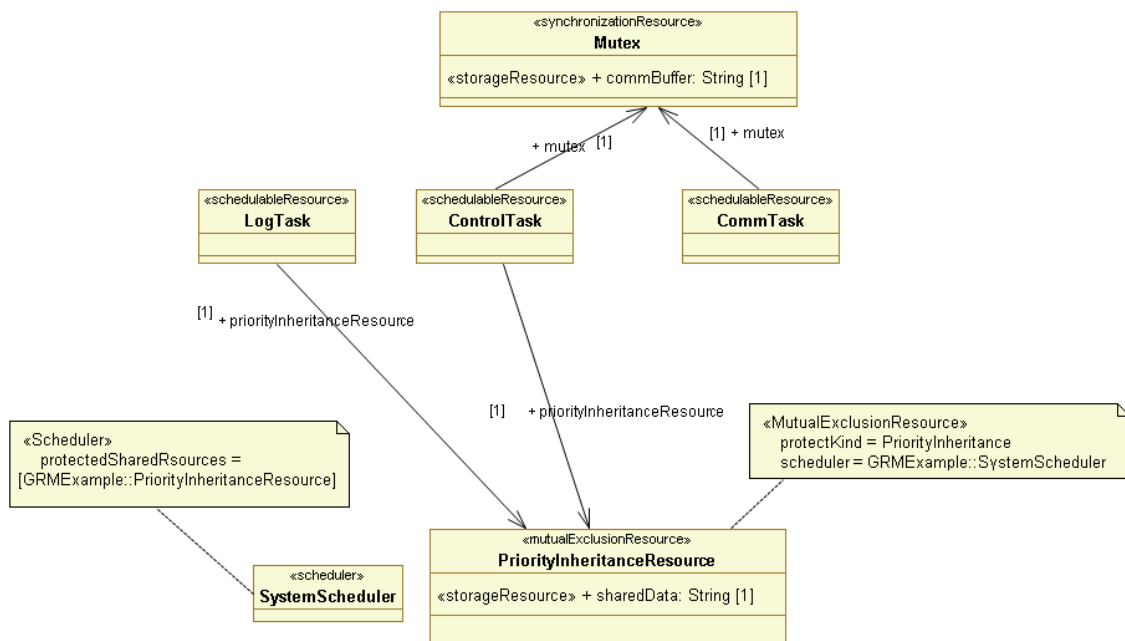 «synchronizationResource»
Mutex
«storageResource» + commBuffer: String [1]
+ mutex [1]
[1] + mutex
«schedulableResource»
LogTask
«schedulableResource»
ControlTask
«schedulableResource»
CommTask
[1] + priorityInheritanceResource
[1] + priorityInheritanceResource
«Scheduler»
protectedSharedRsources =
[GRMExample::PriorityInheritanceResource]
«MutualExclusionResource»
protectKind = PriorityInheritance
scheduler = GRMExample::SystemScheduler
«scheduler»
SystemScheduler
«mutualExclusionResource»
PriorityInheritanceResource
«storageResource» + sharedData: String [1]